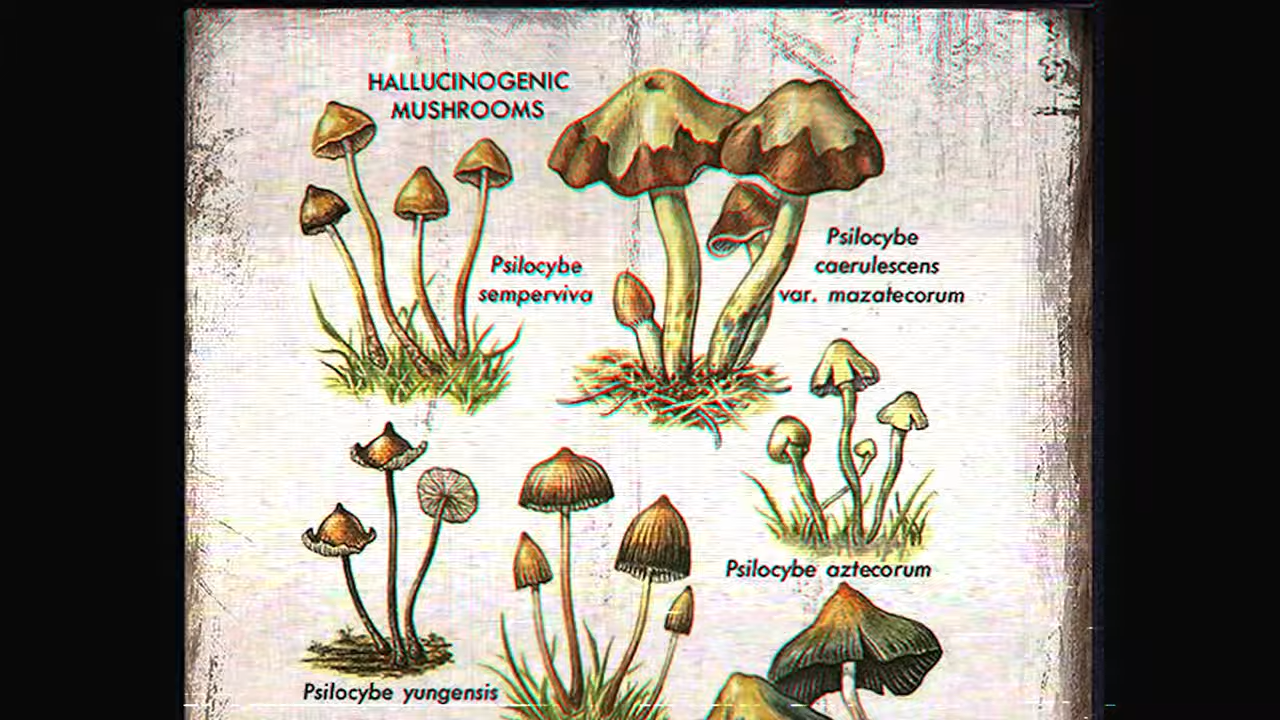 HALLUCINOGENIC
MUSHROOMS
Psilocybe
semperviva
Psilocybe
caerulescens
var. mazatecorum
Psilocybe aztecorum
Psilocybe yungensis